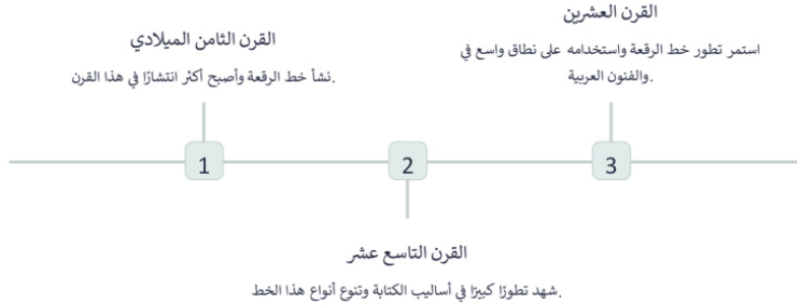 القرن الثامن الميلادي
نشأ خط الرقعة وأصبح أكثر انتشارًا في هذا القرن.
1
القرن التاسع عشر
شهد تطورًا كبيرًا في أساليب الكتابة وتنوع أنواع هذا الخط.
2
القرن العشرين
استمر تطور خط الرقعة واستخدامه على نطاق واسع في
والفنون العربية.
3